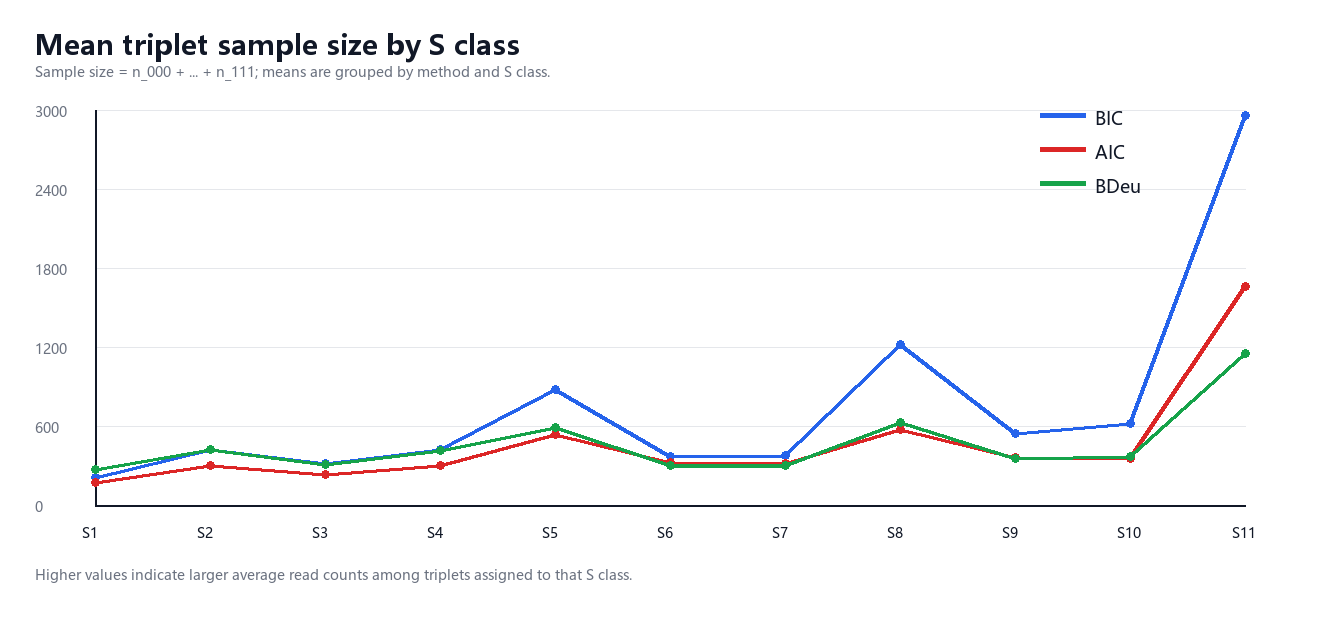 Mean triplet sample size by S class
Sample size = n_000 + ... + n_111; means are grouped by method and S class.
3000
BIC
AIC
2400
BDeu
1800
1200
600
0
S1 S2 S3 S4 S5 S6 S7 S8 S9 S10 S11
Higher values indicate larger average read counts among triplets assigned to that S class.